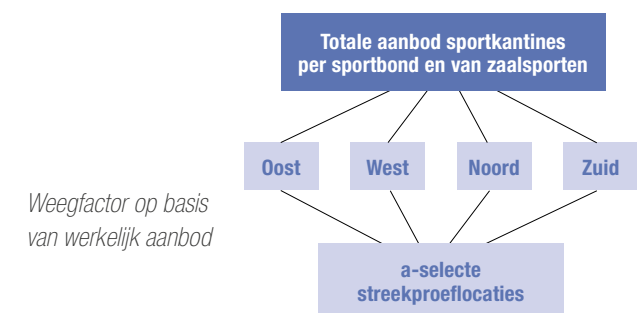 Totale aanbod sportkantines
per sportbond en van zaalsporten
Oost
West
Noord
Zuid
Weegfactor op basis
van werkelijk aanbod
a-selecte
streekproeflocaties